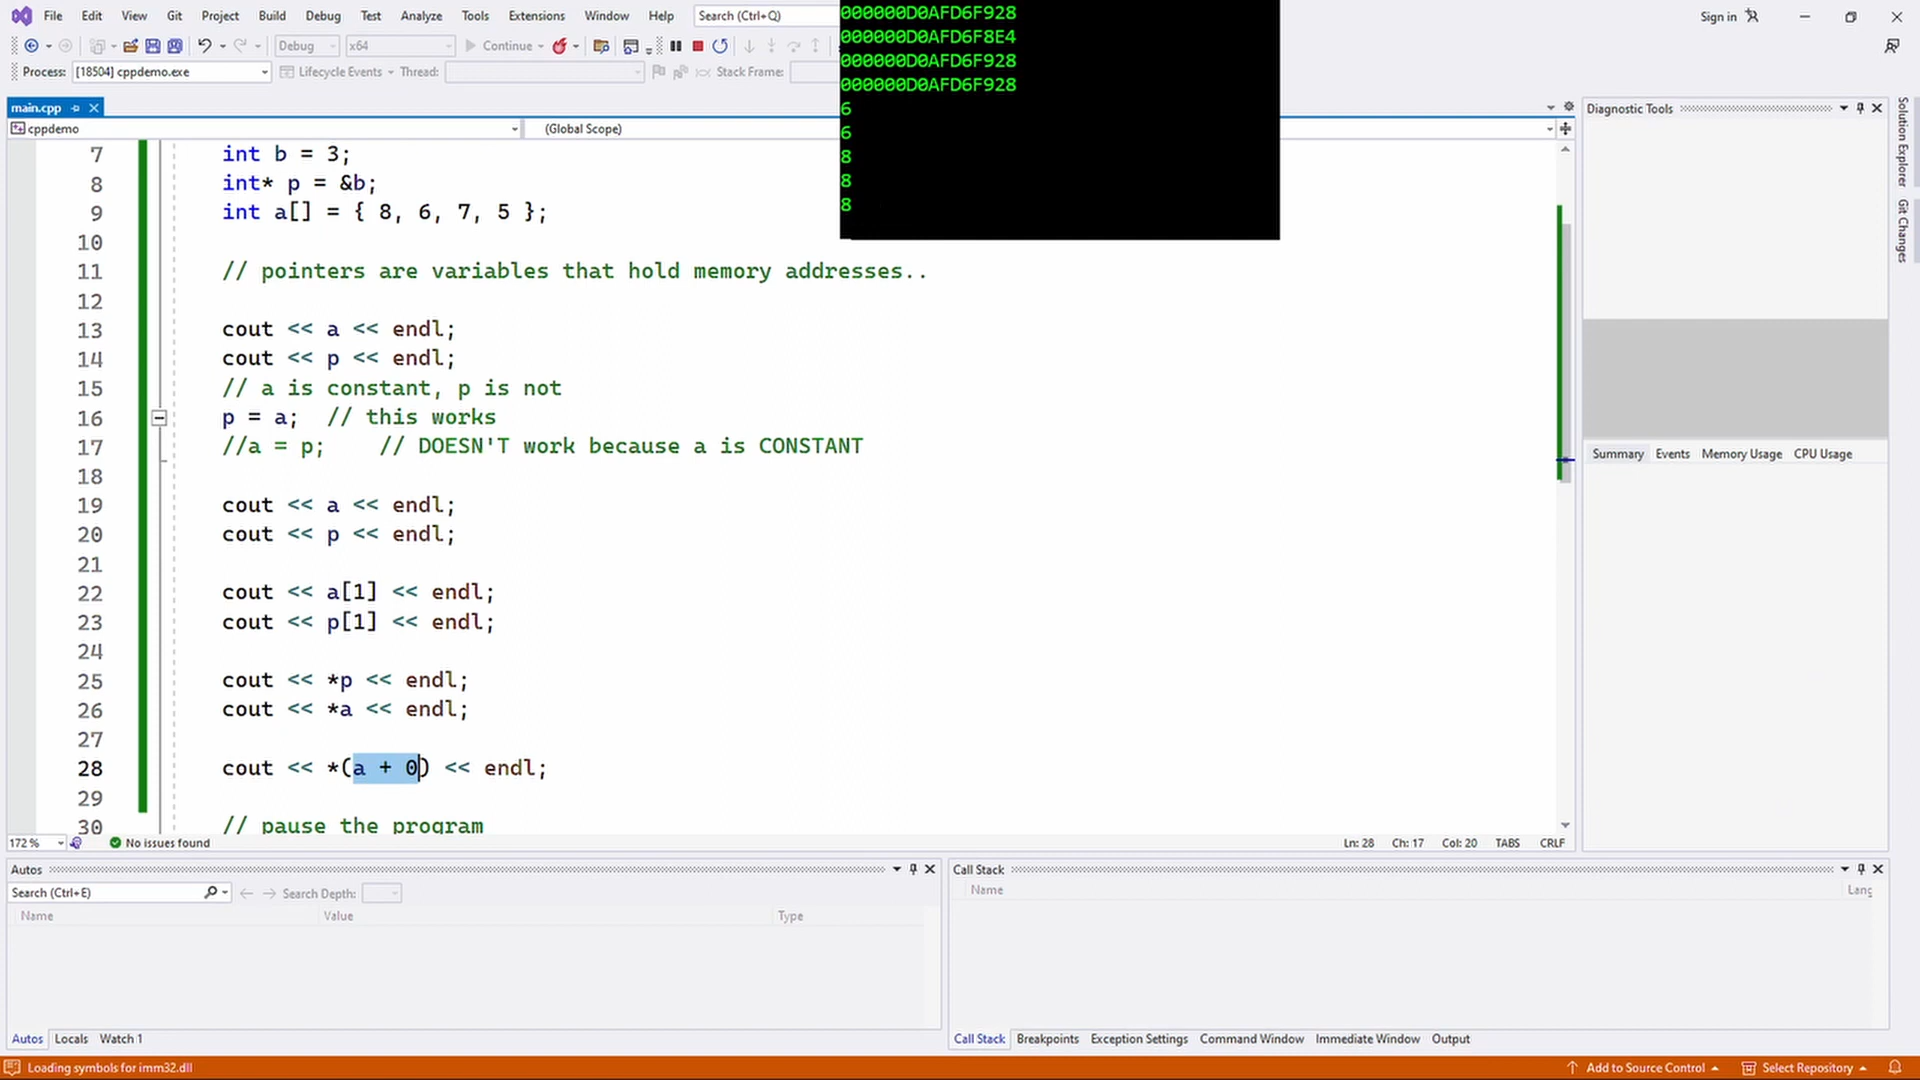 File Edit View Git Project Build Debug Test Analyze Tools Extensions Window Help Search (Ctrl+Q) Sign in
Debug x64 Continue
Process: [18504] cppdemo.exe Lifecycle Events Thread: Stack Frame:
000000D0AFD6F928
000000D0AFD6F8E4
000000D0AFD6F928
000000D0AFD6F928
6
6
8
8
8
main.cpp
cppdemo (Global Scope)
7 int b = 3;
8 int* p = &b;
9 int a[] = { 8, 6, 7, 5 };
10
11 // pointers are variables that hold memory addresses..
12
13 cout << a << endl;
14 cout << p << endl;
15 // a is constant, p is not
16 p = a; // this works
17 //a = p; // DOESN'T work because a is CONSTANT
18
19 cout << a << endl;
20 cout << p << endl;
21
22 cout << a[1] << endl;
23 cout << p[1] << endl;
24
25 cout << *p << endl;
26 cout << *a << endl;
27
28 cout << *(a + 0) << endl;
29
30 // pause the program
172 % No issues found Ln: 28 Ch: 17 Col: 20 TABS CRLF
Diagnostic Tools
Summary Events Memory Usage CPU Usage
Solution Explorer
Git Changes
Autos
Search (Ctrl+E) Search Depth:
Name Value Type
Autos Locals Watch 1
Call Stack
Name Lang
Call Stack Breakpoints Exception Settings Command Window Immediate Window Output
Loading symbols for imm32.dll Add to Source Control Select Repository